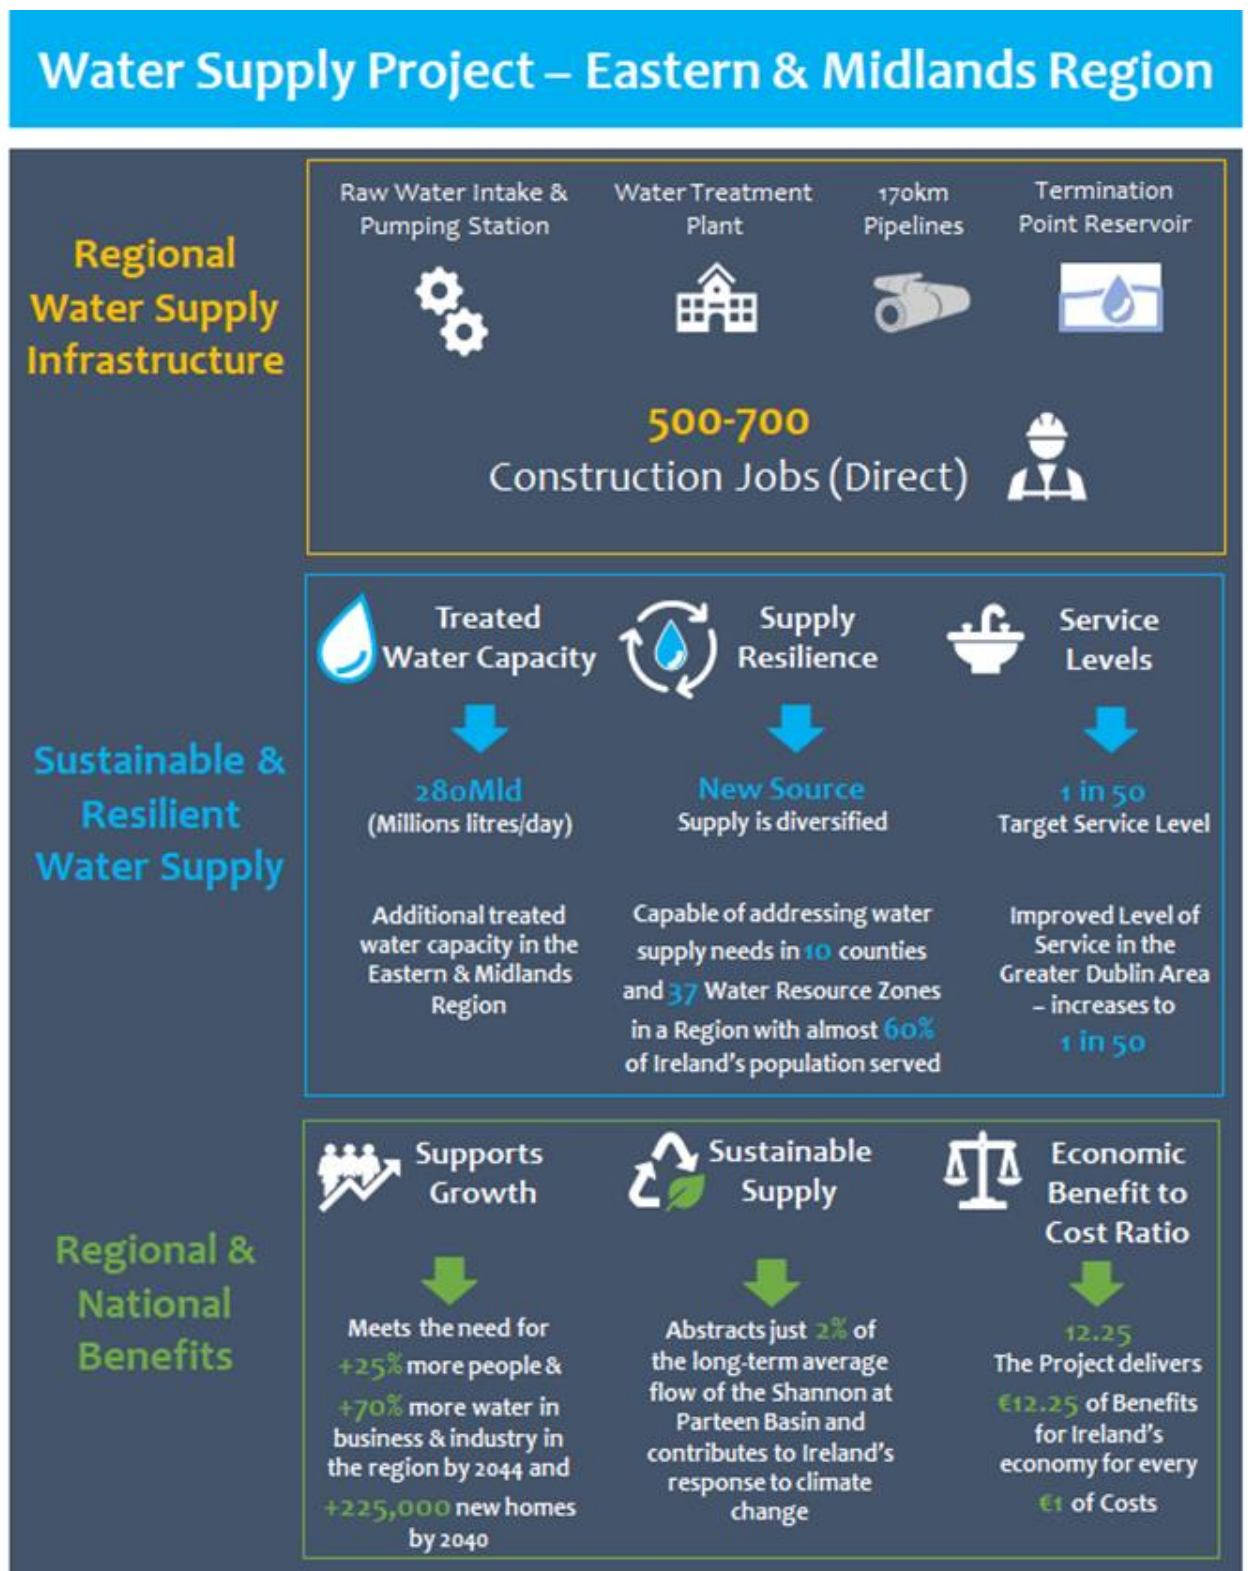 Water Supply Project – Eastern & Midlands Region
Regional
Water Supply
Infrastructure
Raw Water Intake &
Pumping Station
Water Treatment
Plant
170km
Pipelines
Termination
Point Reservoir
500-700
Construction Jobs (Direct)
Sustainable &
Resilient
Water Supply
Treated
Water Capacity
280Mld
(Millions litres/day)
Additional treated
water capacity in the
Eastern & Midlands
Region
Supply
Resilience
New Source
Supply is diversified
Capable of addressing water
supply needs in 10 counties
and 37 Water Resource Zones
in a Region with almost 60%
of Ireland's population served
Service
Levels
1 in 50
Target Service Level
Improved Level of
Service in the
Greater Dublin Area
– increases to
1 in 50
Regional &
National
Benefits
Supports
Growth
Meets the need for
+25% more people &
+70% more water in
business & industry in
the region by 2044 and
+225,000 new homes
by 2040
Sustainable
Supply
Abstracts just 2% of
the long-term average
flow of the Shannon at
Parteen Basin and
contributes to Ireland's
response to climate
change
Economic
Benefit to
Cost Ratio
12.25
The Project delivers
€12.25 of Benefits
for Ireland's
economy for every
€1 of Costs